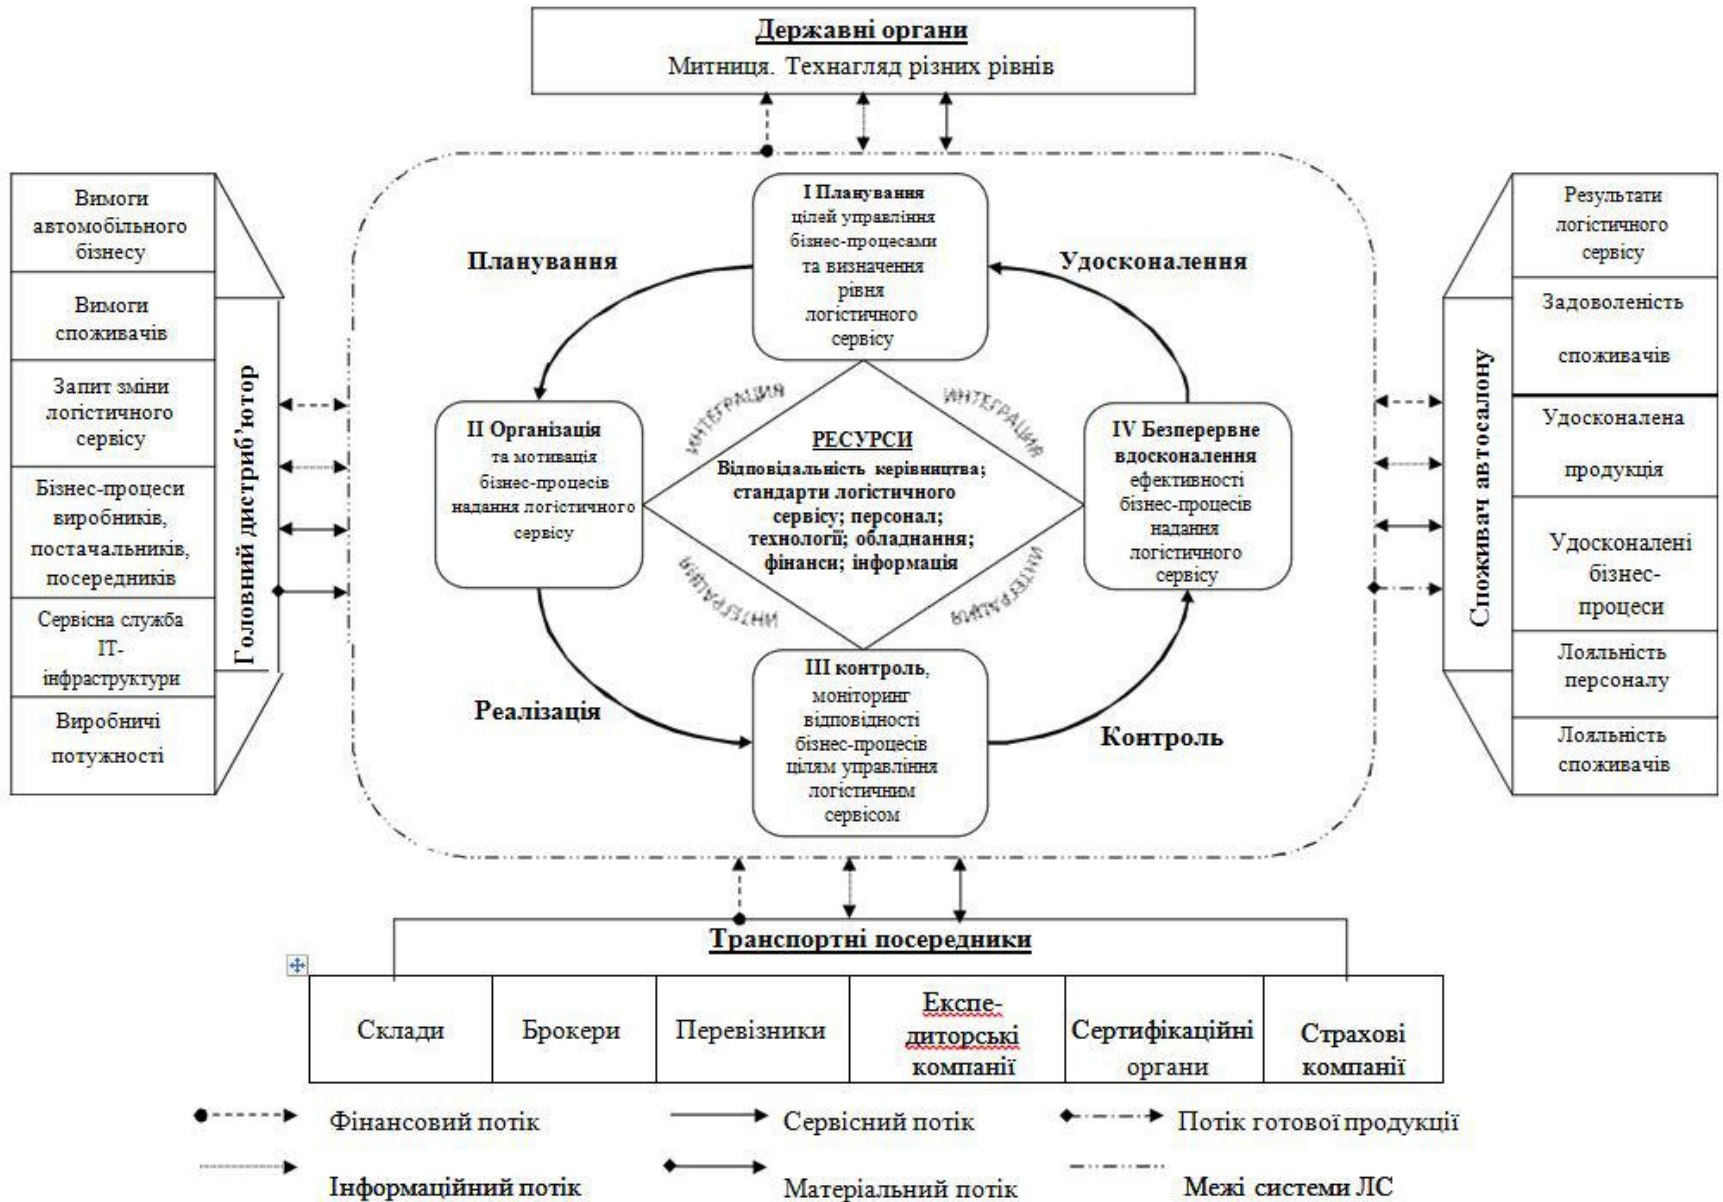 Державні органи
Митниця. Технагляд різних рівнів
Вимоги
автомобільного
бізнесу
Вимоги
споживачів
Запит зміни
логістичного
сервісу
Бізнес-процеси
виробників,
постачальників,
посередників
Сервісна служба
ІТ-
інфраструктури
Виробничі
потужності
Головний дистриб’ютор
Планування
Удосконалення
Реалізація
Контроль
І Планування
цілей управління
бізнес-процесами
та визначення
рівня
логістичного
сервісу
ІІ Організація
та мотивація
бізнес-процесів
надання логістичного
сервісу
ИНТЕГРАЦИЯ
ИНТЕГРАЦИЯ
РЕСУРСИ
Відповідальність керівництва;
стандарти логістичного
сервісу; персонал;
технології; обладнання;
фінанси; інформація
ИНТЕГРАЦИЯ
ИНТЕГРАЦИЯ
IV Безперервне
вдосконалення
ефективності
бізнес-процесів
надання
логістичного
сервісу
ІІІ контроль,
моніторинг
відповідності
бізнес-процесів
цілям управління
логістичним
сервісом
Споживач автосалону
Результати
логістичного
сервісу
Задоволеність
споживачів
Удосконалена
продукція
Удосконалені
бізнес-
процеси
Лояльність
персоналу
Лояльність
споживачів
Транспортні посередники
Склади
Брокери
Перевізники
Експе-
диторські
компанії
Сертифікаційні
органи
Страхові
компанії
Фінансовий потік
Сервісний потік
Потік готової продукції
Інформаційний потік
Матеріальний потік
Межі системи ЛС